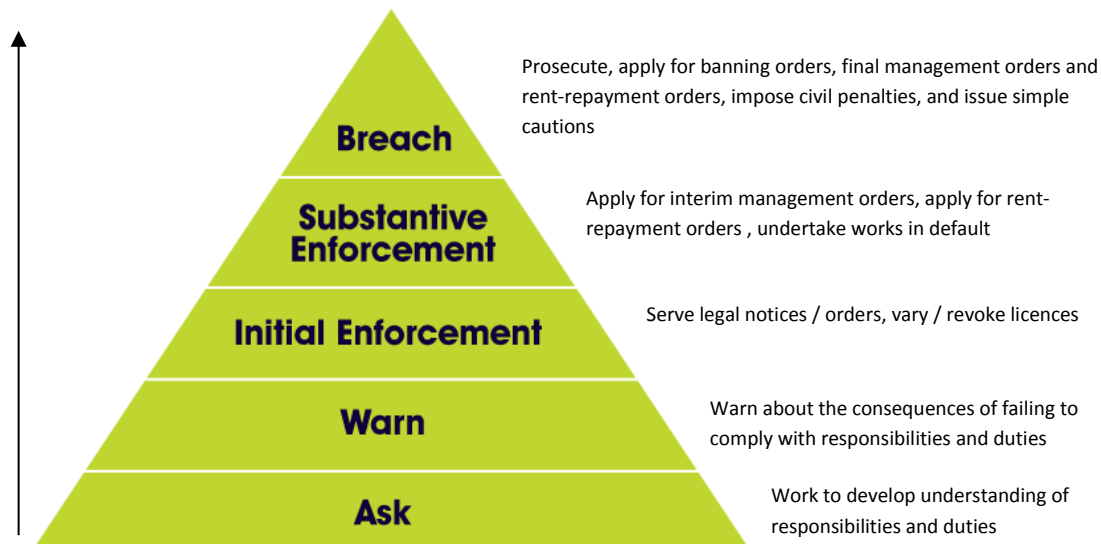 Prosecute, apply for banning orders, final management orders and
rent-repayment orders, impose civil penalties, and issue simple
cautions
Breach
Apply for interim management orders, apply for rent-
repayment orders , undertake works in default
Substantive
Enforcement
Serve legal notices / orders, vary / revoke licences
Initial Enforcement
Warn about the consequences of failing to
comply with responsibilities and duties
Warn
Work to develop understanding of
responsibilities and duties
Ask